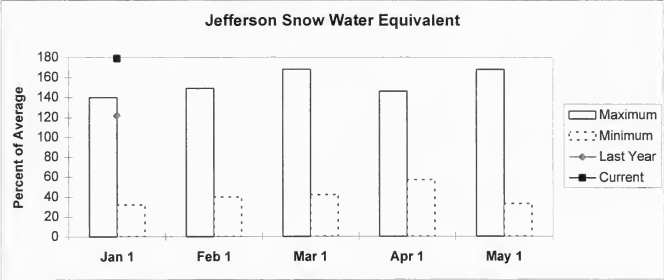 Jefferson Snow Water Equivalent
Percent of Average
180
160
140
120
100
80
60
40
20
0
Jan 1 Feb 1 Mar 1 Apr 1 May 1
Maximum
Minimum
Last Year
Current